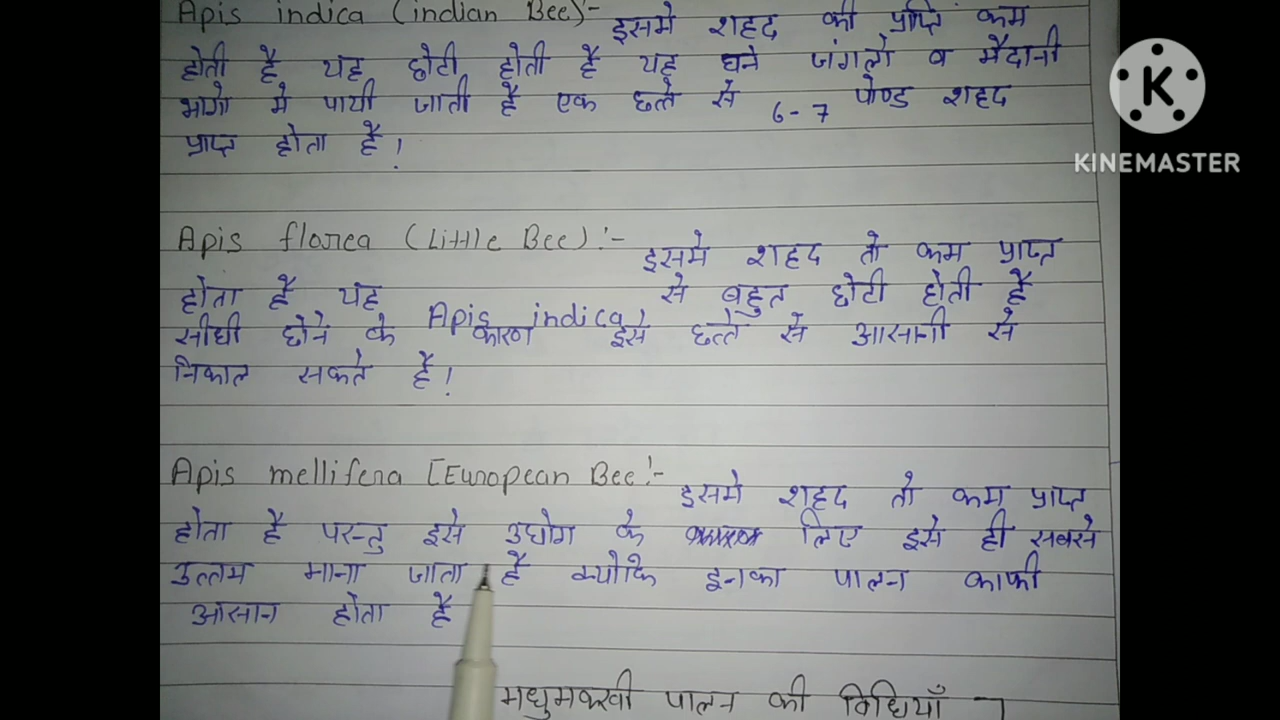 Apis indica (indian Bee):- इसमे शहद की प्राप्ति कम
होती है यह छोटी होती है यह घने जंगलो व मैदानी
भागो मे पायी जाती है एक छत्ते से 6-7 पोण्ड शहद
प्राप्त होता है!
Apis florea (Little Bee):- इसमे शहद तो कम प्राप्त
होता है यह Apis indica से बहुत छोटी होती है
सीधी होने के कारण इसे छत्ते से आसानी से
निकाल सकते है!
Apis mellifera [European Bee:- इसमे शहद तो कम प्राप्त
होता है परन्तु इसे उघोग के लिए इसे ही सबसे
उत्तम माना जाता है क्योकि इनका पालन काफी
आसान होता है
मधुमक्खी पालन की विधियाँ ¬
KINEMASTER